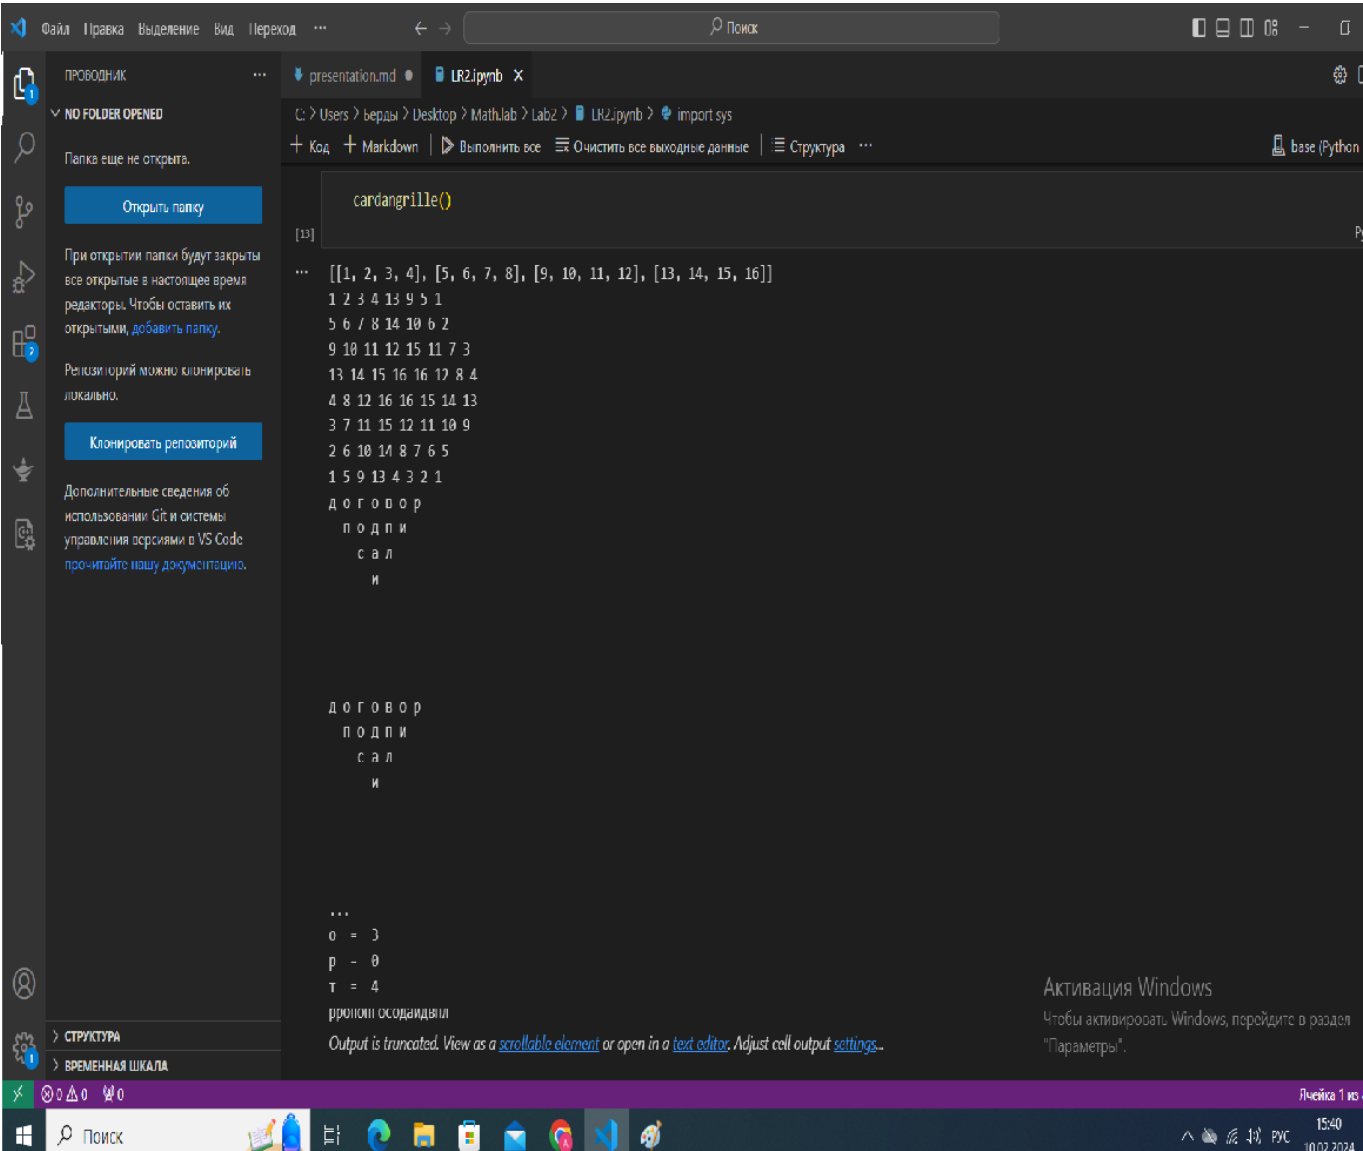 Файл Правка Выделение Вид Переход ···
Поиск
ПРОВОДНИК ···
presentation.md
LR2.ipynb
NO FOLDER OPENED
C: > Users > Берды > Desktop > Math.lab > Lab2 > LR2.ipynb > import sys
+ Код + Markdown | Выполнить все Очистить все выходные данные | Структура ···
base (Python
Папка еще не открыта.
Открыть папку
При открытии папки будут закрыты
все открытые в настоящее время
редакторы. Чтобы оставить их
открытыми, добавить папку.
Репозиторий можно клонировать
локально.
Клонировать репозиторий
Дополнительные сведения об
использовании Git и системы
управления версиями в VS Code
прочитайте нашу документацию.
СТРУКТУРА
ВРЕМЕННАЯ ШКАЛА
cardangrille()
[13]
[[1, 2, 3, 4], [5, 6, 7, 8], [9, 10, 11, 12], [13, 14, 15, 16]]
1 2 3 4 13 9 5 1
5 6 7 8 14 10 6 2
9 10 11 12 15 11 7 3
13 14 15 16 16 12 8 4
4 8 12 16 16 15 14 13
3 7 11 15 12 11 10 9
2 6 10 14 8 7 6 5
1 5 9 13 4 3 2 1
д о г о в о р
п о д п и
с а л
и
д о г о в о р
п о д п и
с а л
и
...
о = 3
р = 0
т = 4
Output is truncated. View as a scrollable element or open in a text editor. Adjust cell output settings...
Активация Windows
Чтобы активировать Windows, перейдите в раздел
"Параметры".
0 0 0
Ячейка 1 из
Поиск
РУС
15:40
10.02.2024